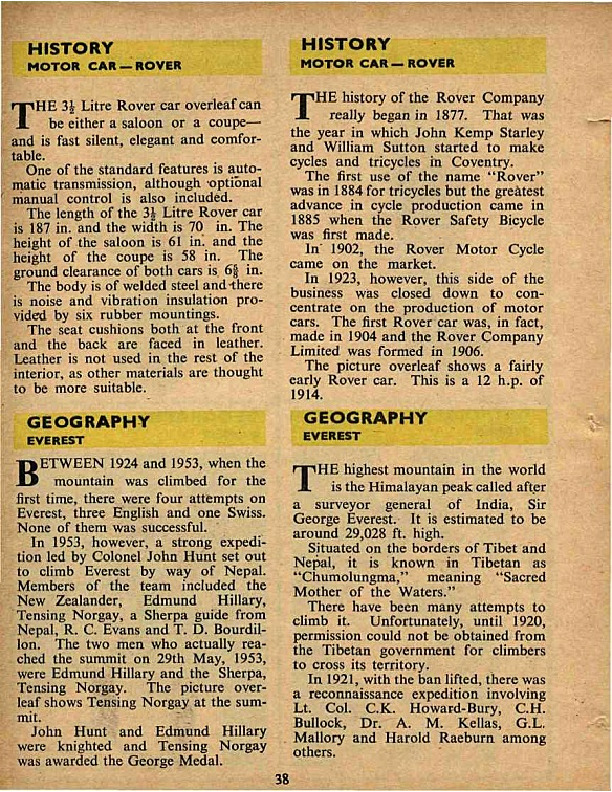 HISTORY
MOTOR CAR — ROVER
THE 3½ Litre Rover car overleaf can
be either a saloon or a coupe—
and is fast silent, elegant and comfor-
table.
One of the standard features is auto-
matic transmission, although optional
manual control is also included.
The length of the 3½ Litre Rover car
is 187 in. and the width is 70 in. The
height of the saloon is 61 in. and the
height of the coupe is 58 in. The
ground clearance of both cars is 6⅝ in.
The body is of welded steel and there
is noise and vibration insulation pro-
vided by six rubber mountings.
The seat cushions both at the front
and the back are faced in leather.
Leather is not used in the rest of the
interior, as other materials are thought
to be more suitable.
GEOGRAPHY
EVEREST
BETWEEN 1924 and 1953, when the
mountain was climbed for the
first time, there were four attempts on
Everest, three English and one Swiss.
None of them was successful.
In 1953, however, a strong expedi-
tion led by Colonel John Hunt set out
to climb Everest by way of Nepal.
Members of the team included the
New Zealander, Edmund Hillary,
Tensing Norgay, a Sherpa guide from
Nepal, R. C. Evans and T. D. Bourdil-
lon. The two men who actually rea-
ched the summit on 29th May, 1953,
were Edmund Hillary and the Sherpa,
Tensing Norgay. The picture over-
leaf shows Tensing Norgay at the sum-
mit.
John Hunt and Edmund Hillary
were knighted and Tensing Norgay
was awarded the George Medal.
HISTORY
MOTOR CAR — ROVER
THE history of the Rover Company
really began in 1877. That was
the year in which John Kemp Starley
and William Sutton started to make
cycles and tricycles in Coventry.
The first use of the name "Rover"
was in 1884 for tricycles but the greatest
advance in cycle production came in
1885 when the Rover Safety Bicycle
was first made.
In 1902, the Rover Motor Cycle
came on the market.
In 1923, however, this side of the
business was closed down to con-
centrate on the production of motor
cars. The first Rover car was, in fact,
made in 1904 and the Rover Company
Limited was formed in 1906.
The picture overleaf shows a fairly
early Rover car. This is a 12 h.p. of
1914.
GEOGRAPHY
EVEREST
THE highest mountain in the world
is the Himalayan peak called after
a surveyor general of India, Sir
George Everest. It is estimated to be
around 29,028 ft. high.
Situated on the borders of Tibet and
Nepal, it is known in Tibetan as
"Chumolungma," meaning "Sacred
Mother of the Waters."
There have been many attempts to
climb it. Unfortunately, until 1920,
permission could not be obtained from
the Tibetan government for climbers
to cross its territory.
In 1921, with the ban lifted, there was
a reconnaissance expedition involving
Lt. Col. C.K. Howard-Bury, C.H.
Bullock, Dr. A. M. Kellas, G.L.
Mallory and Harold Raeburn among
others.
38